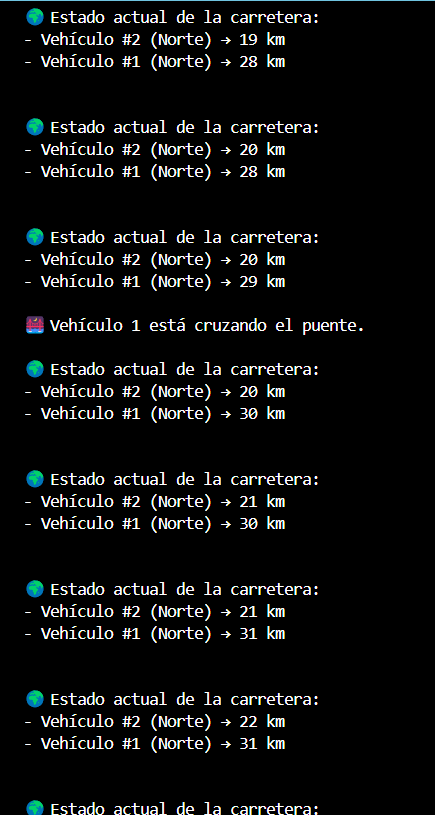 🌍 Estado actual de la carretera:
- Vehículo #2 (Norte) → 19 km
- Vehículo #1 (Norte) → 28 km
🌍 Estado actual de la carretera:
- Vehículo #2 (Norte) → 20 km
- Vehículo #1 (Norte) → 28 km
🌍 Estado actual de la carretera:
- Vehículo #2 (Norte) → 20 km
- Vehículo #1 (Norte) → 29 km
🌉 Vehículo 1 está cruzando el puente.
🌍 Estado actual de la carretera:
- Vehículo #2 (Norte) → 20 km
- Vehículo #1 (Norte) → 30 km
🌍 Estado actual de la carretera:
- Vehículo #2 (Norte) → 21 km
- Vehículo #1 (Norte) → 30 km
🌍 Estado actual de la carretera:
- Vehículo #2 (Norte) → 21 km
- Vehículo #1 (Norte) → 31 km
🌍 Estado actual de la carretera:
- Vehículo #2 (Norte) → 22 km
- Vehículo #1 (Norte) → 31 km
🌍 Estado actual de la carretera: